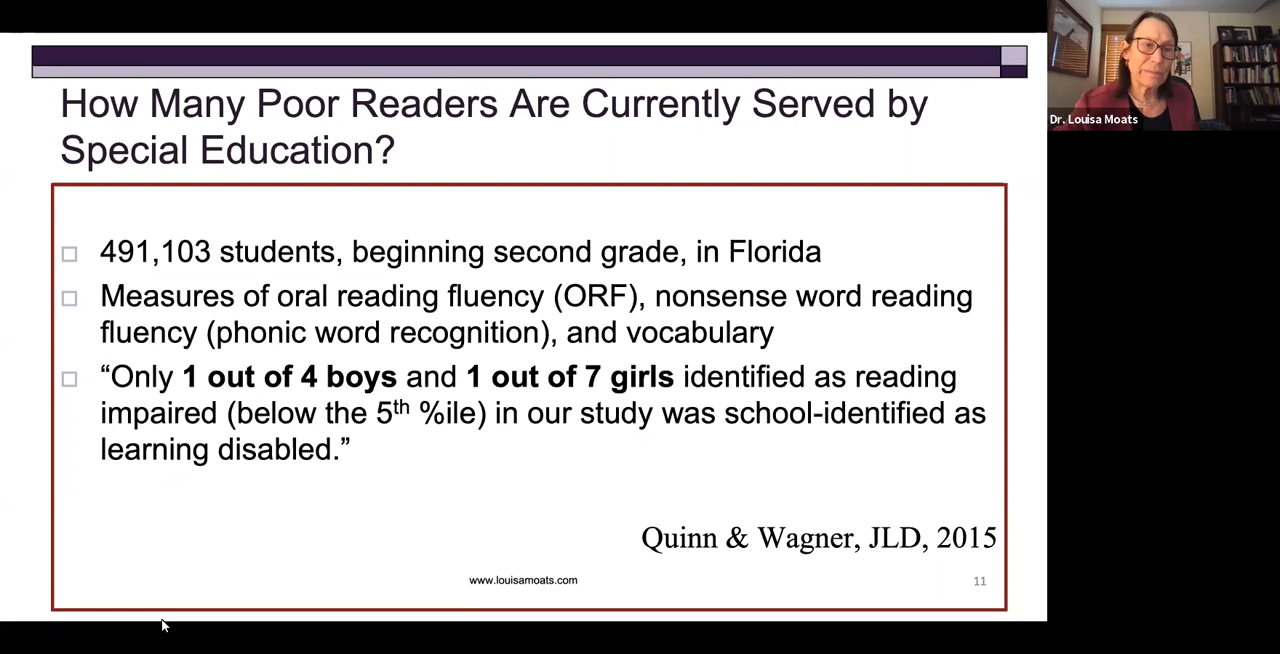 How Many Poor Readers Are Currently Served by
Special Education?
491,103 students, beginning second grade, in Florida
Measures of oral reading fluency (ORF), nonsense word reading
fluency (phonic word recognition), and vocabulary
“Only 1 out of 4 boys and 1 out of 7 girls identified as reading
impaired (below the 5th %ile) in our study was school-identified as
learning disabled.”
Quinn & Wagner, JLD, 2015
www.louisamoats.com
11
Dr. Louisa Moats